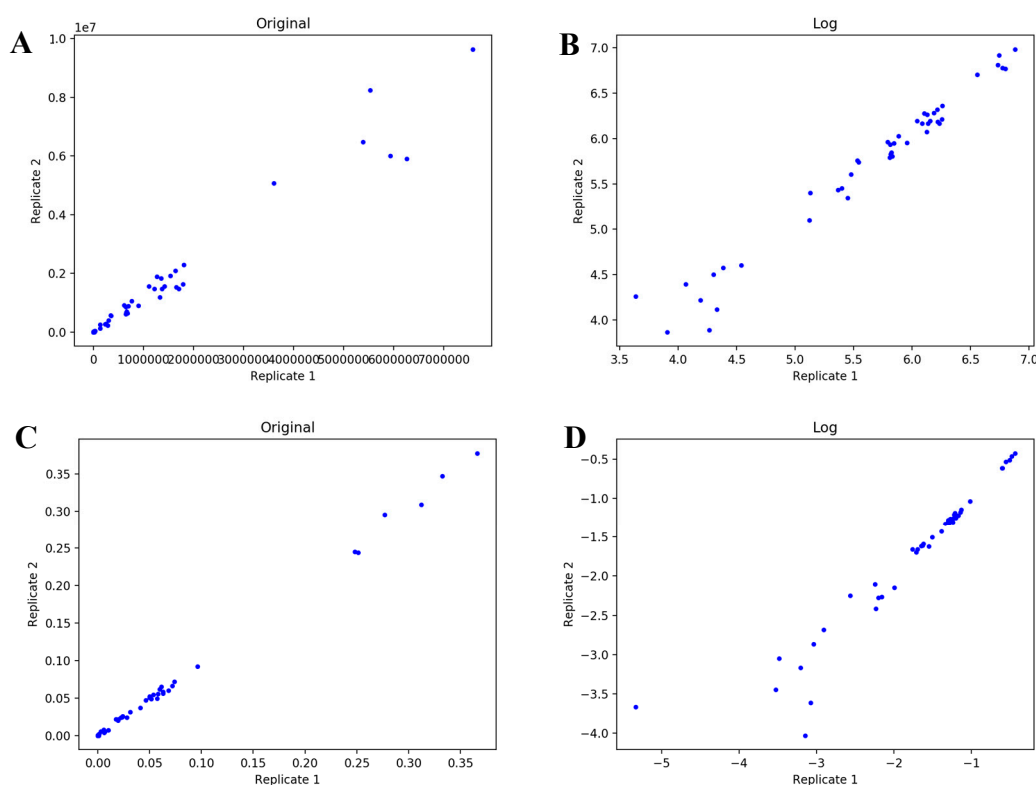 A
Original
1e7
1.0
0.8
0.6
0.4
0.2
0.0
Replicate 2
0 1000000 2000000 3000000 4000000 5000000 6000000 7000000
Replicate 1
B
Log
7.0
6.5
6.0
5.5
5.0
4.5
4.0
Replicate 2
3.5 4.0 4.5 5.0 5.5 6.0 6.5 7.0
Replicate 1
C
Original
0.35
0.30
0.25
0.20
0.15
0.10
0.05
0.00
Replicate 2
0.00 0.05 0.10 0.15 0.20 0.25 0.30 0.35
Replicate 1
D
Log
−0.5
−1.0
−1.5
−2.0
−2.5
−3.0
−3.5
−4.0
Replicate 2
−5 −4 −3 −2 −1
Replicate 1